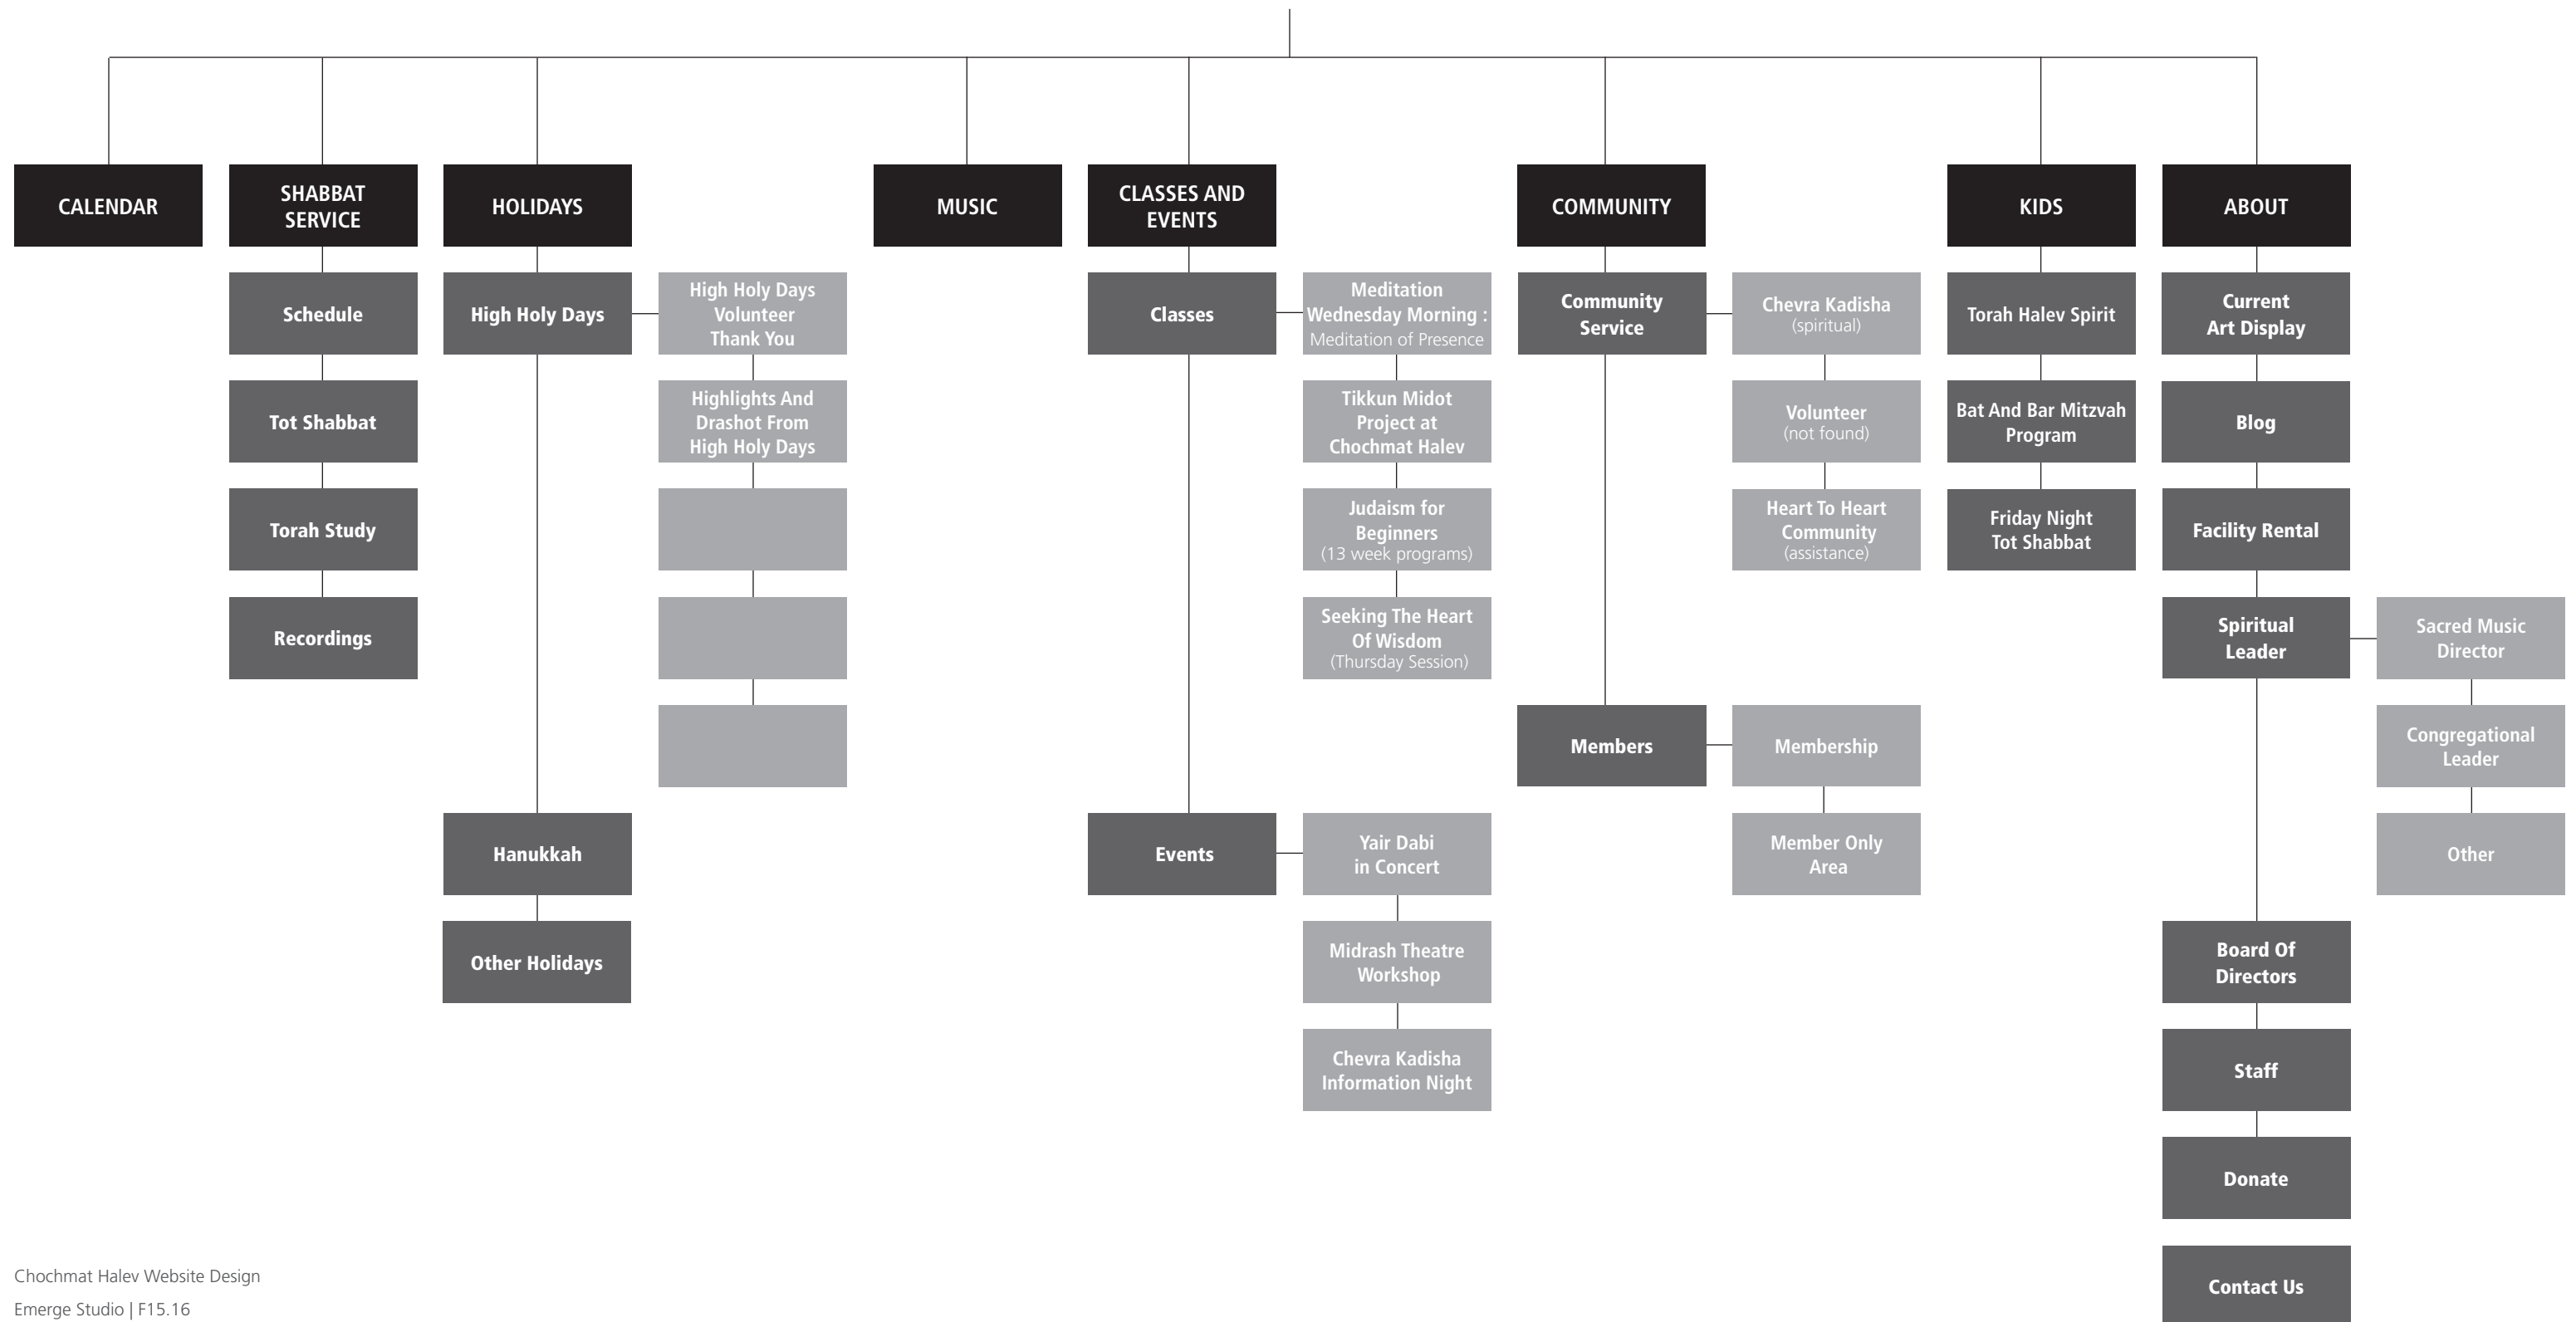 CALENDAR
SHABBAT
SERVICE
Schedule
Tot Shabbat
Torah Study
Recordings
HOLIDAYS
High Holy Days
High Holy Days
Volunteer
Thank You
Highlights And
Drashot From
High Holy Days
Hanukkah
Other Holidays
MUSIC
CLASSES AND
EVENTS
Classes
Meditation
Wednesday Morning :
Meditation of Presence
Tikkun Midot
Project at
Chochmat Halev
Judaism for
Beginners
(13 week programs)
Seeking The Heart
Of Wisdom
(Thursday Session)
Events
Yair Dabi
in Concert
Midrash Theatre
Workshop
Chevra Kadisha
Information Night
COMMUNITY
Community
Service
Chevra Kadisha
(spiritual)
Volunteer
(not found)
Heart To Heart
Community
(assistance)
Members
Membership
Member Only
Area
KIDS
Torah Halev Spirit
Bat And Bar Mitzvah
Program
Friday Night
Tot Shabbat
ABOUT
Current
Art Display
Blog
Facility Rental
Spiritual
Leader
Sacred Music
Director
Congregational
Leader
Other
Board Of
Directors
Staff
Donate
Contact Us
Chochmat Halev Website Design
Emerge Studio | F15.16